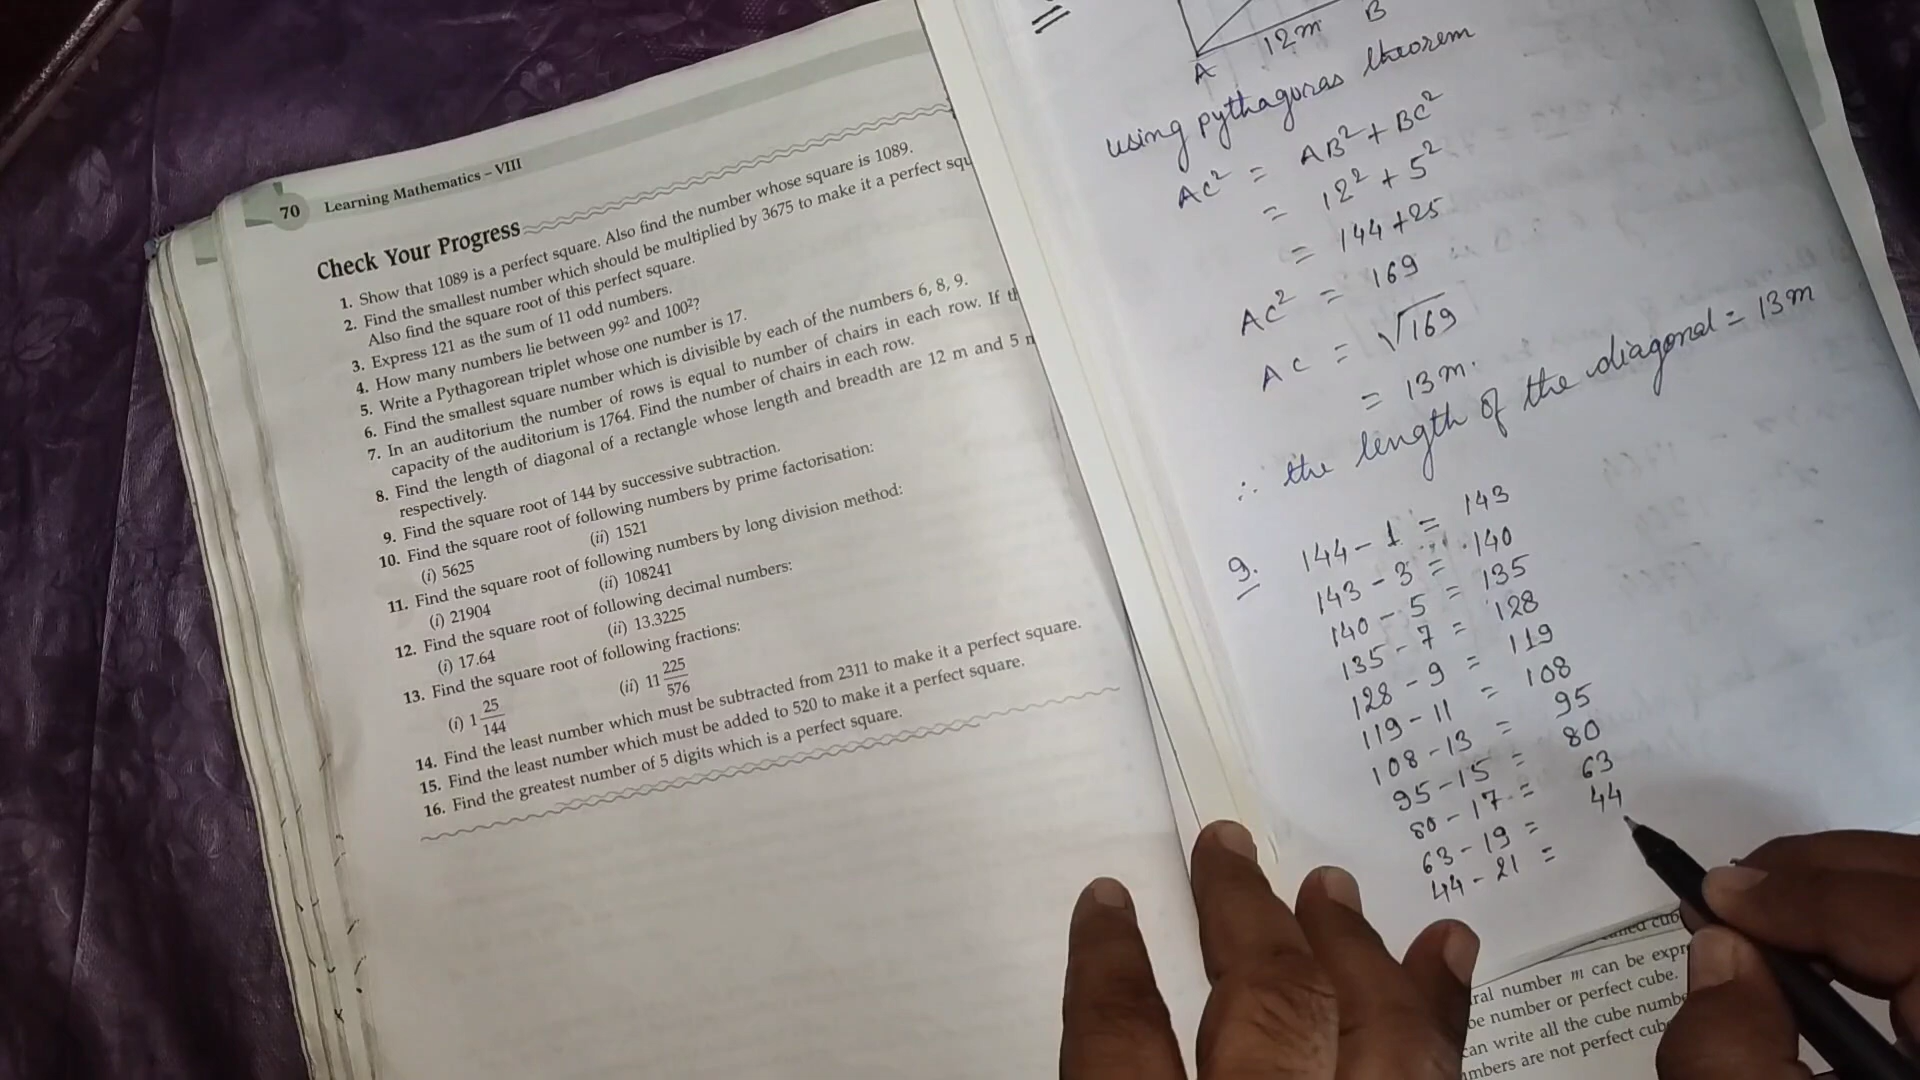 70 Learning Mathematics – VIII
Check Your Progress
1. Show that 1089 is a perfect square. Also find the number whose square is 1089.
2. Find the smallest number which should be multiplied by 3675 to make it a perfect squ
Also find the square root of this perfect square.
3. Express 121 as the sum of 11 odd numbers.
4. How many numbers lie between 99² and 100²?
5. Write a Pythagorean triplet whose one number is 17.
6. Find the smallest square number which is divisible by each of the numbers 6, 8, 9.
7. In an auditorium the number of rows is equal to number of chairs in each row. If th
capacity of the auditorium is 1764. Find the number of chairs in each row.
8. Find the length of diagonal of a rectangle whose length and breadth are 12 m and 5 m
respectively.
9. Find the square root of 144 by successive subtraction.
10. Find the square root of following numbers by prime factorisation:
(i) 5625 (ii) 1521
11. Find the square root of following numbers by long division method:
(i) 21904 (ii) 108241
12. Find the square root of following decimal numbers:
(i) 17.64 (ii) 13.3225
13. Find the square root of following fractions:
(i) 1 25/144 (ii) 11 225/576
14. Find the least number which must be subtracted from 2311 to make it a perfect square.
15. Find the least number which must be added to 520 to make it a perfect square.
16. Find the greatest number of 5 digits which is a perfect square.
A 12m B
using pythagoras theorem
AC² = AB² + BC²
= 12² + 5²
= 144 + 25
AC² = 169
AC = √169
= 13 m.
∴ the length of the diagonal = 13 m
9. 144 - 1 = 143
143 - 3 = 140
140 - 5 = 135
135 - 7 = 128
128 - 9 = 119
119 - 11 = 108
108 - 13 = 95
95 - 15 = 80
80 - 17 = 63
63 - 19 = 44
44 - 21 =
ral number m can be expr
be number or perfect cube.
can write all the cube numbe
umbers are not perfect cub